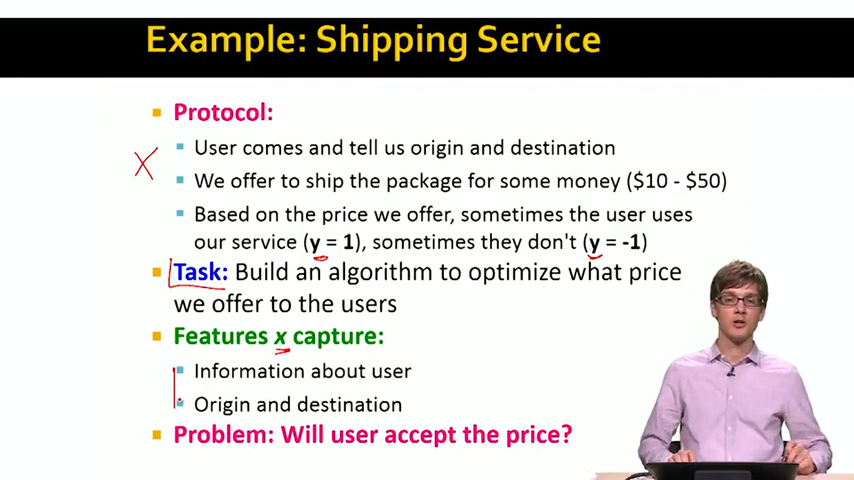 Example: Shipping Service
Protocol:
X
User comes and tell us origin and destination
We offer to ship the package for some money ($10 - $50)
Based on the price we offer, sometimes the user uses
our service (y = 1), sometimes they don't (y = -1)
Task: Build an algorithm to optimize what price
we offer to the users
Features x capture:
Information about user
Origin and destination
Problem: Will user accept the price?